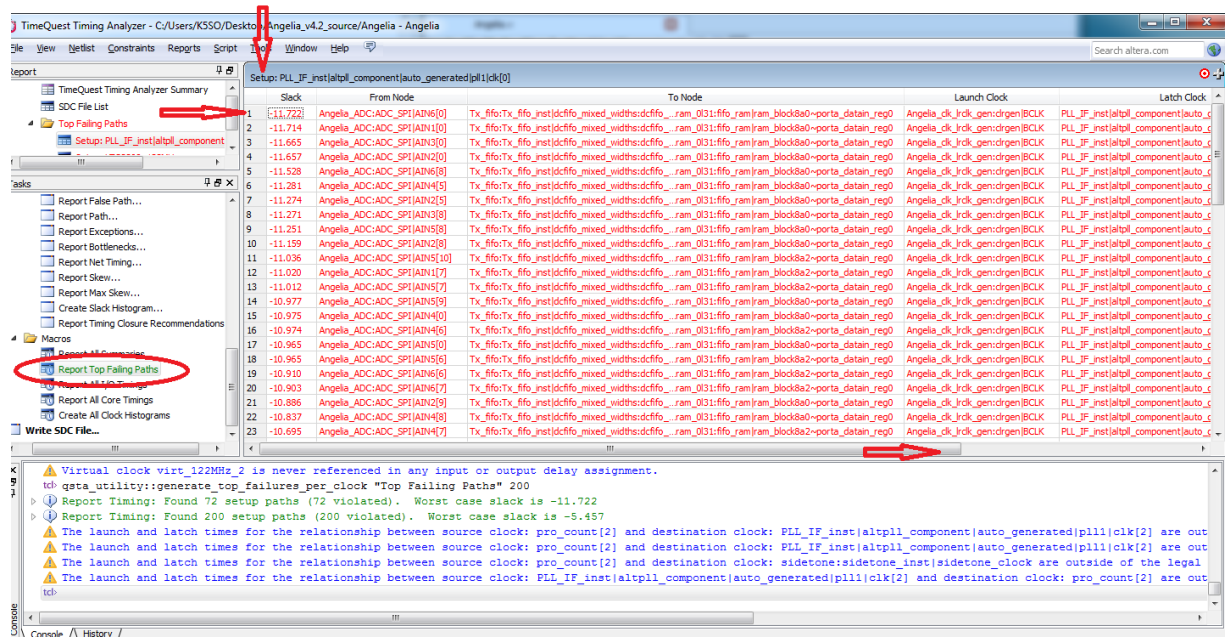 TimeQuest Timing Analyzer - C:/Users/K5SO/Desktop/Angelia_v4.2_source/Angelia - Angelia
File View Netlist Constraints Reports Script Tools Window Help
Search altera.com
Report
TimeQuest Timing Analyzer Summary
SDC File List
Top Failing Paths
Setup: PLL_IF_inst|altpll_component
Tasks
Report False Path...
Report Path...
Report Exceptions...
Report Bottlenecks...
Report Net Timing...
Report Skew...
Report Max Skew...
Create Slack Histogram...
Report Timing Closure Recommendations
Macros
Report All Summaries
Report Top Failing Paths
Report All I/O Timings
Report All Core Timings
Create All Clock Histograms
Write SDC File...
Setup: PLL_IF_inst|altpll_component|auto_generated|pll1|clk[0]
Slack From Node To Node Launch Clock Latch Clock
1 -11.722 Angelia_ADC:ADC_SPI|AIN6[0] Tx_fifo:Tx_fifo_inst|dcfifo_mixed_widths:dcfifo_...ram_0l31:fifo_ram|ram_block8a0~porta_datain_reg0 Angelia_clk_lrclk_gen:clrgen|BCLK PLL_IF_inst|altpll_component|auto_g
2 -11.714 Angelia_ADC:ADC_SPI|AIN1[0] Tx_fifo:Tx_fifo_inst|dcfifo_mixed_widths:dcfifo_...ram_0l31:fifo_ram|ram_block8a0~porta_datain_reg0 Angelia_clk_lrclk_gen:clrgen|BCLK PLL_IF_inst|altpll_component|auto_g
3 -11.665 Angelia_ADC:ADC_SPI|AIN3[0] Tx_fifo:Tx_fifo_inst|dcfifo_mixed_widths:dcfifo_...ram_0l31:fifo_ram|ram_block8a0~porta_datain_reg0 Angelia_clk_lrclk_gen:clrgen|BCLK PLL_IF_inst|altpll_component|auto_g
4 -11.657 Angelia_ADC:ADC_SPI|AIN2[0] Tx_fifo:Tx_fifo_inst|dcfifo_mixed_widths:dcfifo_...ram_0l31:fifo_ram|ram_block8a0~porta_datain_reg0 Angelia_clk_lrclk_gen:clrgen|BCLK PLL_IF_inst|altpll_component|auto_g
5 -11.528 Angelia_ADC:ADC_SPI|AIN6[8] Tx_fifo:Tx_fifo_inst|dcfifo_mixed_widths:dcfifo_...ram_0l31:fifo_ram|ram_block8a0~porta_datain_reg0 Angelia_clk_lrclk_gen:clrgen|BCLK PLL_IF_inst|altpll_component|auto_g
6 -11.281 Angelia_ADC:ADC_SPI|AIN4[5] Tx_fifo:Tx_fifo_inst|dcfifo_mixed_widths:dcfifo_...ram_0l31:fifo_ram|ram_block8a0~porta_datain_reg0 Angelia_clk_lrclk_gen:clrgen|BCLK PLL_IF_inst|altpll_component|auto_g
7 -11.274 Angelia_ADC:ADC_SPI|AIN2[5] Tx_fifo:Tx_fifo_inst|dcfifo_mixed_widths:dcfifo_...ram_0l31:fifo_ram|ram_block8a0~porta_datain_reg0 Angelia_clk_lrclk_gen:clrgen|BCLK PLL_IF_inst|altpll_component|auto_g
8 -11.271 Angelia_ADC:ADC_SPI|AIN3[8] Tx_fifo:Tx_fifo_inst|dcfifo_mixed_widths:dcfifo_...ram_0l31:fifo_ram|ram_block8a0~porta_datain_reg0 Angelia_clk_lrclk_gen:clrgen|BCLK PLL_IF_inst|altpll_component|auto_g
9 -11.251 Angelia_ADC:ADC_SPI|AIN5[8] Tx_fifo:Tx_fifo_inst|dcfifo_mixed_widths:dcfifo_...ram_0l31:fifo_ram|ram_block8a0~porta_datain_reg0 Angelia_clk_lrclk_gen:clrgen|BCLK PLL_IF_inst|altpll_component|auto_g
10 -11.159 Angelia_ADC:ADC_SPI|AIN2[8] Tx_fifo:Tx_fifo_inst|dcfifo_mixed_widths:dcfifo_...ram_0l31:fifo_ram|ram_block8a0~porta_datain_reg0 Angelia_clk_lrclk_gen:clrgen|BCLK PLL_IF_inst|altpll_component|auto_g
11 -11.036 Angelia_ADC:ADC_SPI|AIN5[10] Tx_fifo:Tx_fifo_inst|dcfifo_mixed_widths:dcfifo_...ram_0l31:fifo_ram|ram_block8a2~porta_datain_reg0 Angelia_clk_lrclk_gen:clrgen|BCLK PLL_IF_inst|altpll_component|auto_g
12 -11.020 Angelia_ADC:ADC_SPI|AIN1[7] Tx_fifo:Tx_fifo_inst|dcfifo_mixed_widths:dcfifo_...ram_0l31:fifo_ram|ram_block8a2~porta_datain_reg0 Angelia_clk_lrclk_gen:clrgen|BCLK PLL_IF_inst|altpll_component|auto_g
13 -11.012 Angelia_ADC:ADC_SPI|AIN5[7] Tx_fifo:Tx_fifo_inst|dcfifo_mixed_widths:dcfifo_...ram_0l31:fifo_ram|ram_block8a2~porta_datain_reg0 Angelia_clk_lrclk_gen:clrgen|BCLK PLL_IF_inst|altpll_component|auto_g
14 -10.977 Angelia_ADC:ADC_SPI|AIN5[9] Tx_fifo:Tx_fifo_inst|dcfifo_mixed_widths:dcfifo_...ram_0l31:fifo_ram|ram_block8a0~porta_datain_reg0 Angelia_clk_lrclk_gen:clrgen|BCLK PLL_IF_inst|altpll_component|auto_g
15 -10.975 Angelia_ADC:ADC_SPI|AIN4[0] Tx_fifo:Tx_fifo_inst|dcfifo_mixed_widths:dcfifo_...ram_0l31:fifo_ram|ram_block8a0~porta_datain_reg0 Angelia_clk_lrclk_gen:clrgen|BCLK PLL_IF_inst|altpll_component|auto_g
16 -10.974 Angelia_ADC:ADC_SPI|AIN4[6] Tx_fifo:Tx_fifo_inst|dcfifo_mixed_widths:dcfifo_...ram_0l31:fifo_ram|ram_block8a2~porta_datain_reg0 Angelia_clk_lrclk_gen:clrgen|BCLK PLL_IF_inst|altpll_component|auto_g
17 -10.965 Angelia_ADC:ADC_SPI|AIN5[0] Tx_fifo:Tx_fifo_inst|dcfifo_mixed_widths:dcfifo_...ram_0l31:fifo_ram|ram_block8a0~porta_datain_reg0 Angelia_clk_lrclk_gen:clrgen|BCLK PLL_IF_inst|altpll_component|auto_g
18 -10.965 Angelia_ADC:ADC_SPI|AIN5[6] Tx_fifo:Tx_fifo_inst|dcfifo_mixed_widths:dcfifo_...ram_0l31:fifo_ram|ram_block8a2~porta_datain_reg0 Angelia_clk_lrclk_gen:clrgen|BCLK PLL_IF_inst|altpll_component|auto_g
19 -10.910 Angelia_ADC:ADC_SPI|AIN6[6] Tx_fifo:Tx_fifo_inst|dcfifo_mixed_widths:dcfifo_...ram_0l31:fifo_ram|ram_block8a2~porta_datain_reg0 Angelia_clk_lrclk_gen:clrgen|BCLK PLL_IF_inst|altpll_component|auto_g
20 -10.903 Angelia_ADC:ADC_SPI|AIN6[7] Tx_fifo:Tx_fifo_inst|dcfifo_mixed_widths:dcfifo_...ram_0l31:fifo_ram|ram_block8a2~porta_datain_reg0 Angelia_clk_lrclk_gen:clrgen|BCLK PLL_IF_inst|altpll_component|auto_g
21 -10.886 Angelia_ADC:ADC_SPI|AIN2[9] Tx_fifo:Tx_fifo_inst|dcfifo_mixed_widths:dcfifo_...ram_0l31:fifo_ram|ram_block8a0~porta_datain_reg0 Angelia_clk_lrclk_gen:clrgen|BCLK PLL_IF_inst|altpll_component|auto_g
22 -10.837 Angelia_ADC:ADC_SPI|AIN4[8] Tx_fifo:Tx_fifo_inst|dcfifo_mixed_widths:dcfifo_...ram_0l31:fifo_ram|ram_block8a0~porta_datain_reg0 Angelia_clk_lrclk_gen:clrgen|BCLK PLL_IF_inst|altpll_component|auto_g
23 -10.695 Angelia_ADC:ADC_SPI|AIN4[7] Tx_fifo:Tx_fifo_inst|dcfifo_mixed_widths:dcfifo_...ram_0l31:fifo_ram|ram_block8a2~porta_datain_reg0 Angelia_clk_lrclk_gen:clrgen|BCLK PLL_IF_inst|altpll_component|auto_g
Virtual clock virt_122MHz_2 is never referenced in any input or output delay assignment.
tcl> qsta_utility::generate_top_failures_per_clock "Top Failing Paths" 200
Report Timing: Found 72 setup paths (72 violated). Worst case slack is -11.722
Report Timing: Found 200 setup paths (200 violated). Worst case slack is -5.457
The launch and latch times for the relationship between source clock: pro_count[2] and destination clock: PLL_IF_inst|altpll_component|auto_generated|pll1|clk[2] are out
The launch and latch times for the relationship between source clock: pro_count[2] and destination clock: PLL_IF_inst|altpll_component|auto_generated|pll1|clk[2] are out
The launch and latch times for the relationship between source clock: pro_count[2] and destination clock: sidetone:sidetone_inst|sidetone_clock are outside of the legal
The launch and latch times for the relationship between source clock: PLL_IF_inst|altpll_component|auto_generated|pll1|clk[2] and destination clock: pro_count[2] are out
tcl>
Console
Console History